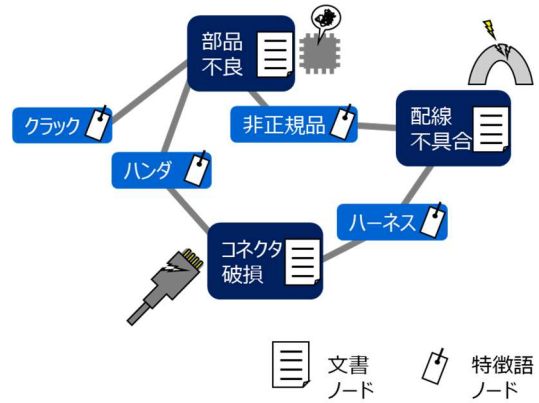 部品
不良
クラック
非正規品
配線
不具合
ハンダ
ハーネス
コネクタ
破損
文書
ノード
特徴語
ノード